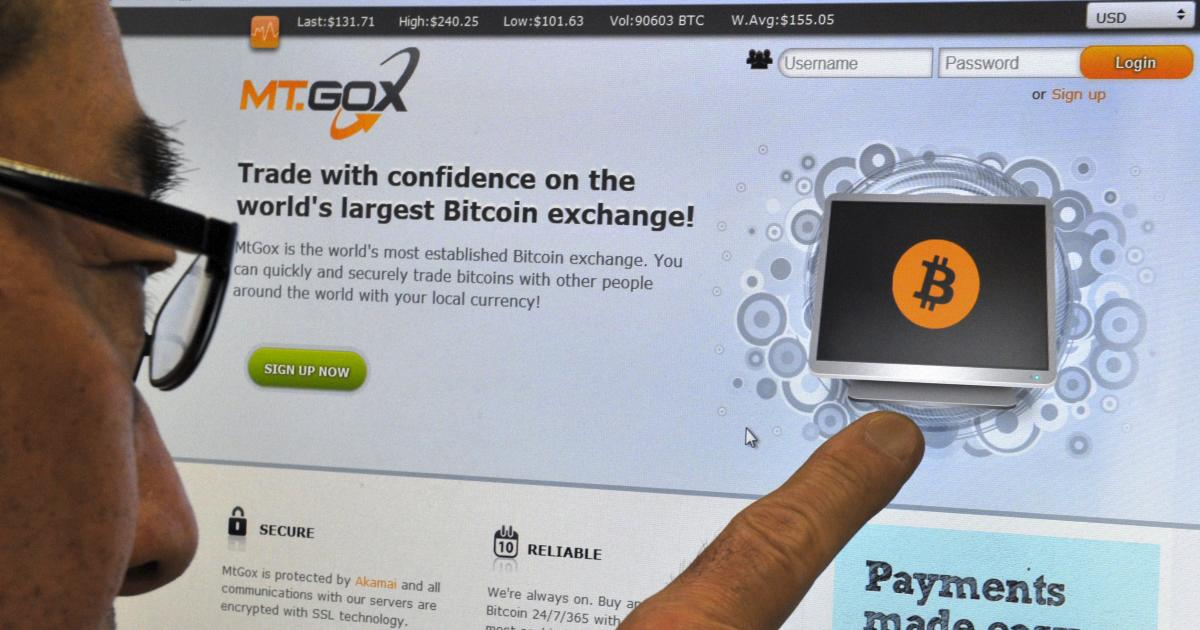 Last:$131.71 High:$240.25 Low:$101.63 Vol:90603 BTC W.Avg:$155.05
USD
MT.GOX
Username Password Login
or Sign up
Trade with confidence on the
world's largest Bitcoin exchange!
MtGox is the world's most established Bitcoin exchange. You
can quickly and securely trade bitcoins with other people
around the world with your local currency!
SIGN UP NOW
SECURE
MtGox is protected by Akamai and all
communications with our servers are
encrypted with SSL technology.
10 RELIABLE
We're always on. Buy
Bitcoin 24/7/365 with
Payments
made easy